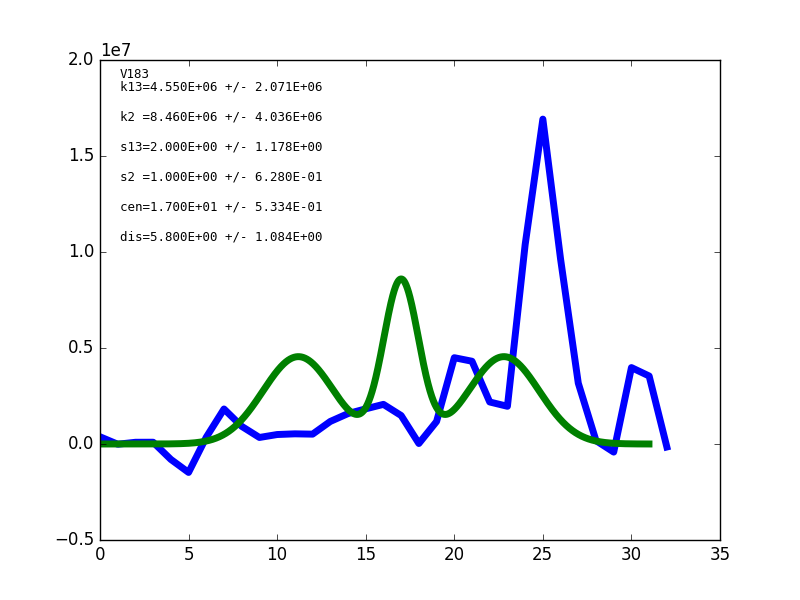 1e7
2.0
1.5
1.0
0.5
0.0
−0.5
0 5 10 15 20 25 30 35
V183
k13=4.550E+06 +/- 2.071E+06
k2 =8.460E+06 +/- 4.036E+06
s13=2.000E+00 +/- 1.178E+00
s2 =1.000E+00 +/- 6.280E-01
cen=1.700E+01 +/- 5.334E-01
dis=5.800E+00 +/- 1.084E+00